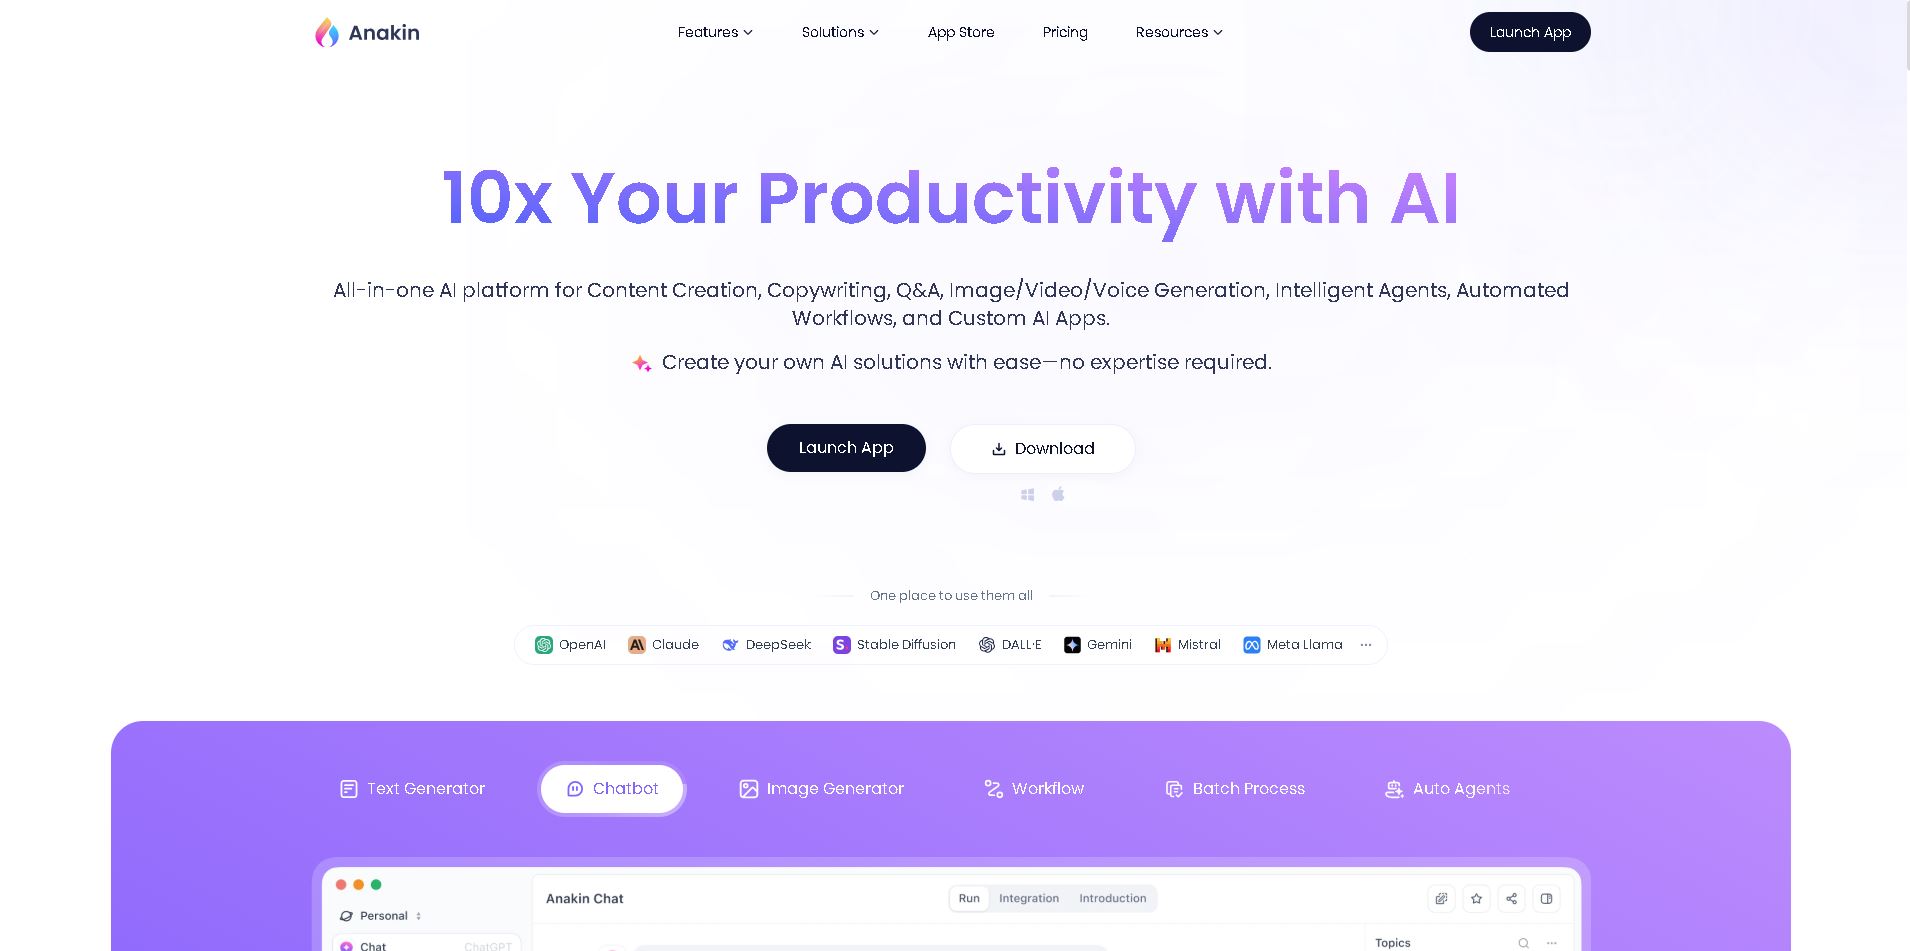 Anakin
Features
Solutions
App Store
Pricing
Resources
Launch App
10x Your Productivity with AI
All-in-one AI platform for Content Creation, Copywriting, Q&A, Image/Video/Voice Generation, Intelligent Agents, Automated
Workflows, and Custom AI Apps.
Create your own AI solutions with ease—no expertise required.
Launch App
Download
One place to use them all
OpenAI
Claude
DeepSeek
Stable Diffusion
DALL·E
Gemini
Mistral
Meta Llama
···
Text Generator
Chatbot
Image Generator
Workflow
Batch Process
Auto Agents
Anakin Chat
Run
Integration
Introduction
Personal
Chat
ChatGPT
Topics